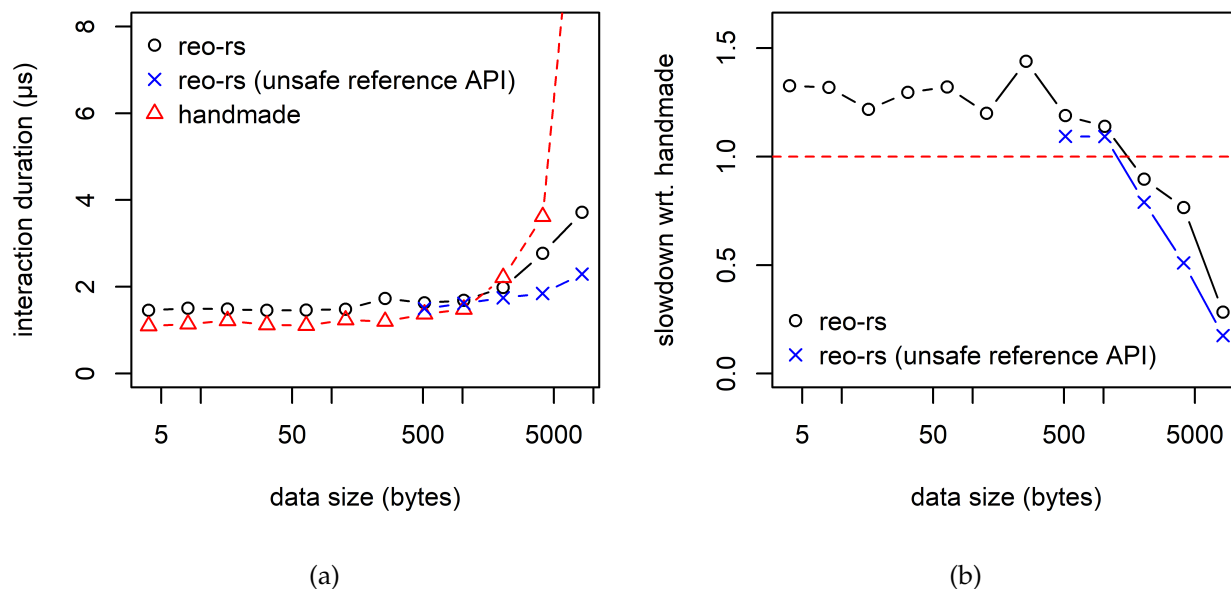 interaction duration (µs)
8
6
4
2
0
reo-rs
reo-rs (unsafe reference API)
handmade
5
50
500
5000
data size (bytes)
(a)
slowdown wrt. handmade
1.5
1.0
0.5
0.0
reo-rs
reo-rs (unsafe reference API)
5
50
500
5000
data size (bytes)
(b)